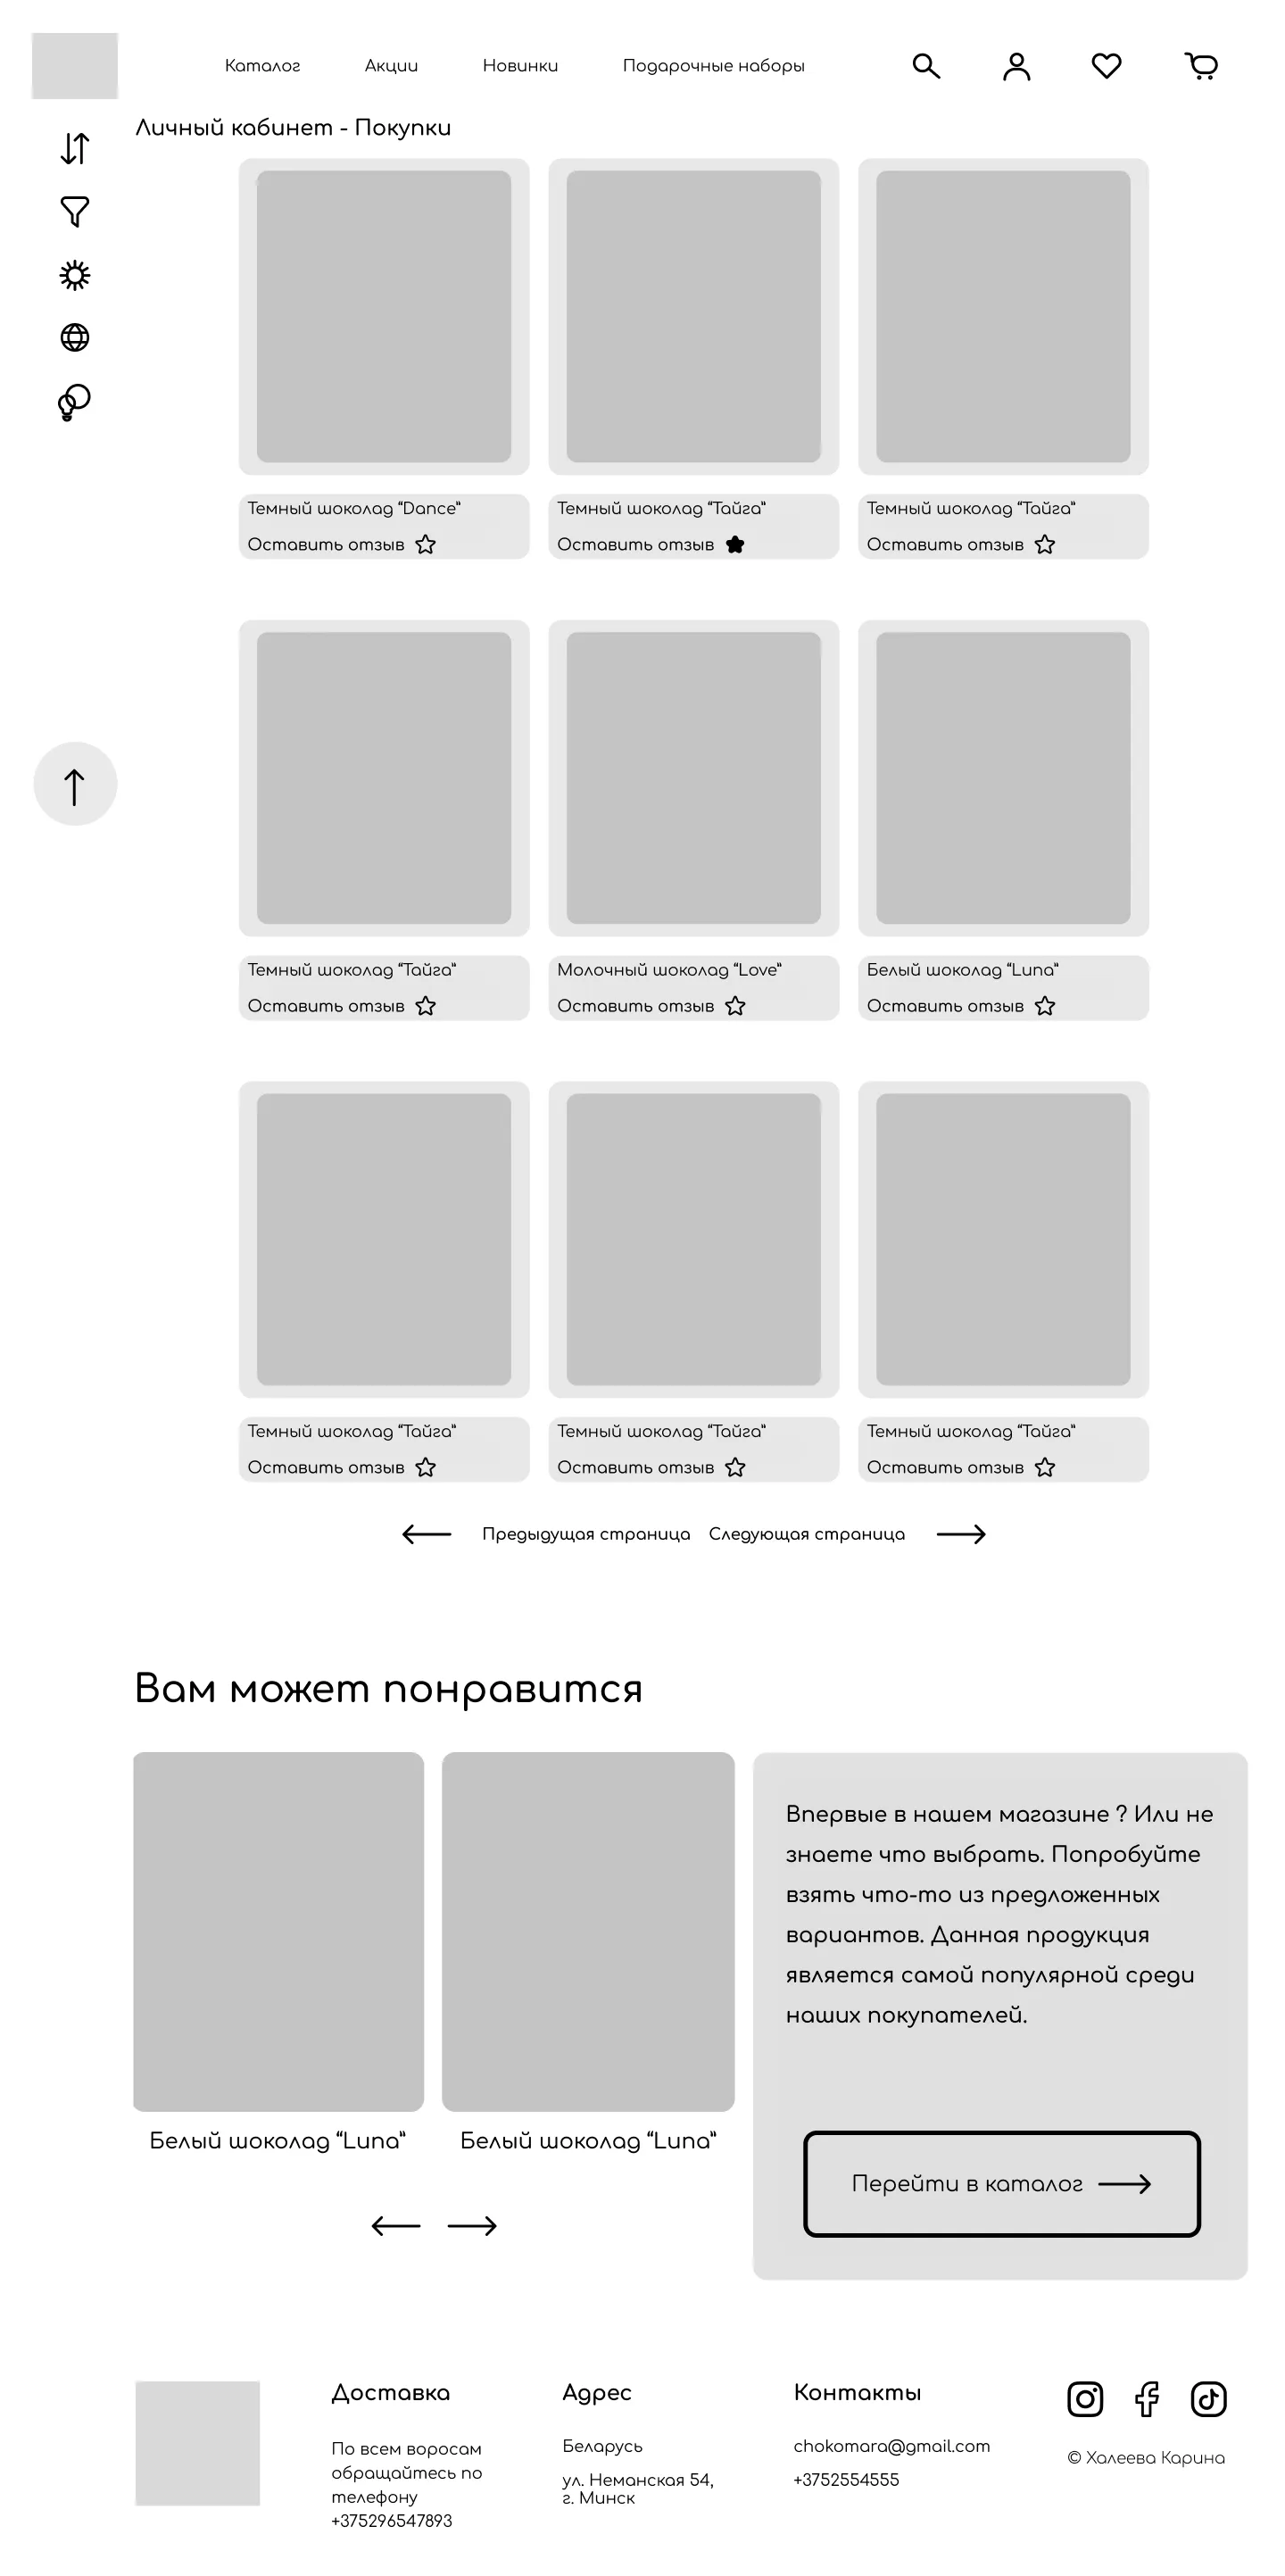 Каталог Акции Новинки Подарочные наборы
Личный кабинет - Покупки
Темный шоколад “Dance” Темный шоколад “Тайга” Темный шоколад “Тайга”
Оставить отзыв Оставить отзыв Оставить отзыв
Темный шоколад “Тайга” Молочный шоколад “Love” Белый шоколад “Luna”
Оставить отзыв Оставить отзыв Оставить отзыв
Темный шоколад “Тайга” Темный шоколад “Тайга” Темный шоколад “Тайга”
Оставить отзыв Оставить отзыв Оставить отзыв
Предыдущая страница Следующая страница
Вам может понравится
Белый шоколад “Luna” Белый шоколад “Luna”
Впервые в нашем магазине ? Или не
знаете что выбрать. Попробуйте
взять что-то из предложенных
вариантов. Данная продукция
является самой популярной среди
наших покупателей.
Перейти в каталог
Доставка
По всем воросам
обращайтесь по
телефону
+375296547893
Адрес
Беларусь
ул. Неманская 54,
г. Минск
Контакты
chokomara@gmail.com
+3752554555
© Халеева Карина